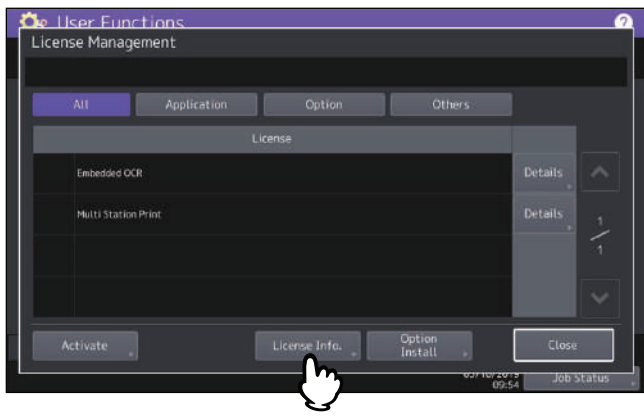 User Functions ?
License Management
All Application Option Others
License
Embedded OCR Details
Multi Station Print Details
1
1
Activate License Info. Option Install Close
09:54 Job Status